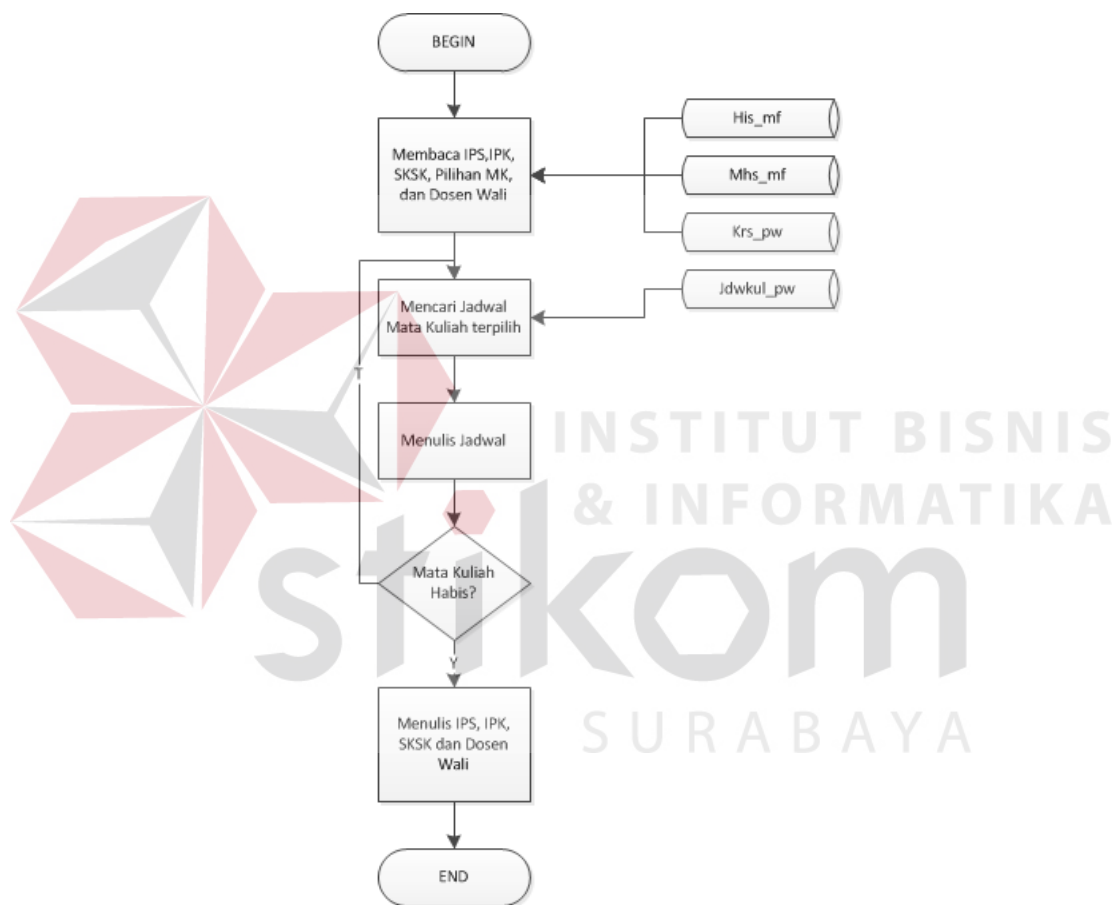 BEGIN
His_mf
Membaca IPS,IPK,
SKSK, Pilihan MK,
dan Dosen Wali
Mhs_mf
Krs_pw
Jdwkul_pw
Mencari Jadwal
Mata Kuliah terpilih
T
Menulis Jadwal
INSTITUT BISNIS
& INFORMATIKA
stikom
SURABAYA
Mata Kuliah
Habis?
Y
Menulis IPS, IPK,
SKSK dan Dosen
Wali
END